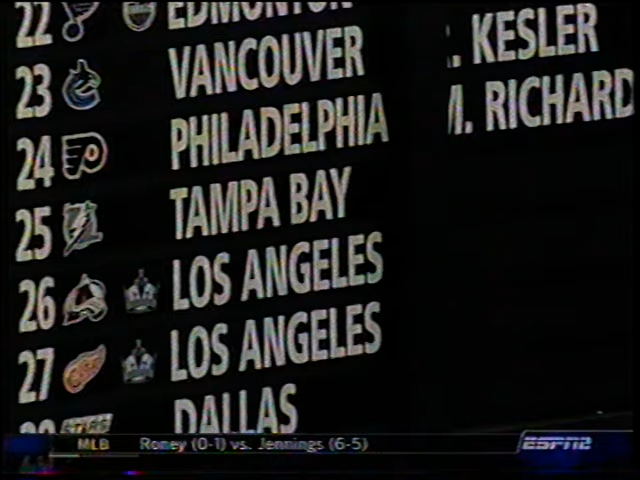 22 EDMONTON
23 VANCOUVER . KESLER
24 PHILADELPHIA M. RICHARD
25 TAMPA BAY
26 LOS ANGELES
27 LOS ANGELES
DALLAS
MLB Roney (0-1) vs. Jennings (6-5) ESPN2